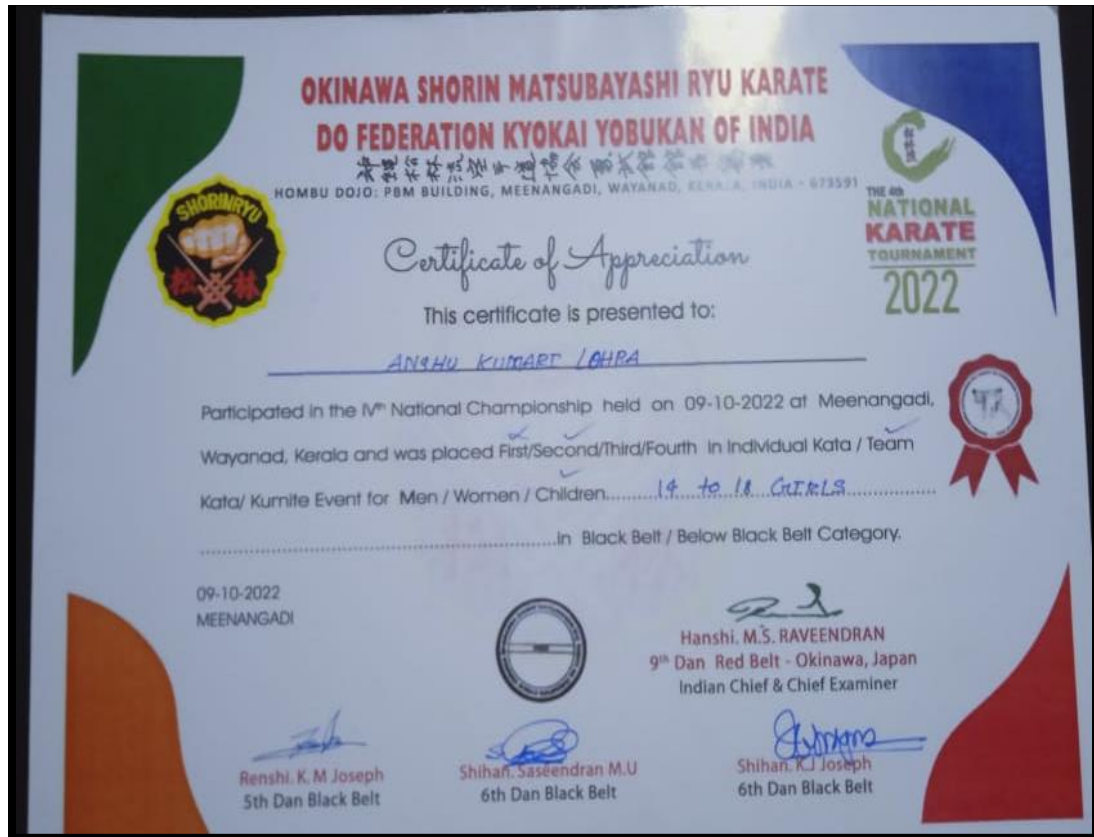 OKINAWA SHORIN MATSUBAYASHI RYU KARATE
DO FEDERATION KYOKAI YOBUKAN OF INDIA
HOMBU DOJO: PBM BUILDING, MEENANGADI, WAYANAD, KERALA, INDIA - 673591
SHORINRYU
松 林
THE 4th
NATIONAL
KARATE
TOURNAMENT
2022
Certificate of Appreciation
This certificate is presented to:
ANSHU KUMARI LOHRA
Participated in the IVth National Championship held on 09-10-2022 at Meenangadi,
Wayanad, Kerala and was placed First/Second/Third/Fourth in Individual Kata / Team
Kata/ Kumite Event for Men / Women / Children.........14 to 18 GIRLS...............
.......................................................In Black Belt / Below Black Belt Category.
09-10-2022
MEENANGADI
Hanshi. M.S. RAVEENDRAN
9th Dan Red Belt - Okinawa, Japan
Indian Chief & Chief Examiner
Renshi. K. M Joseph
5th Dan Black Belt
Shihan. Saseendran M.U
6th Dan Black Belt
Shihan. K.J Joseph
6th Dan Black Belt